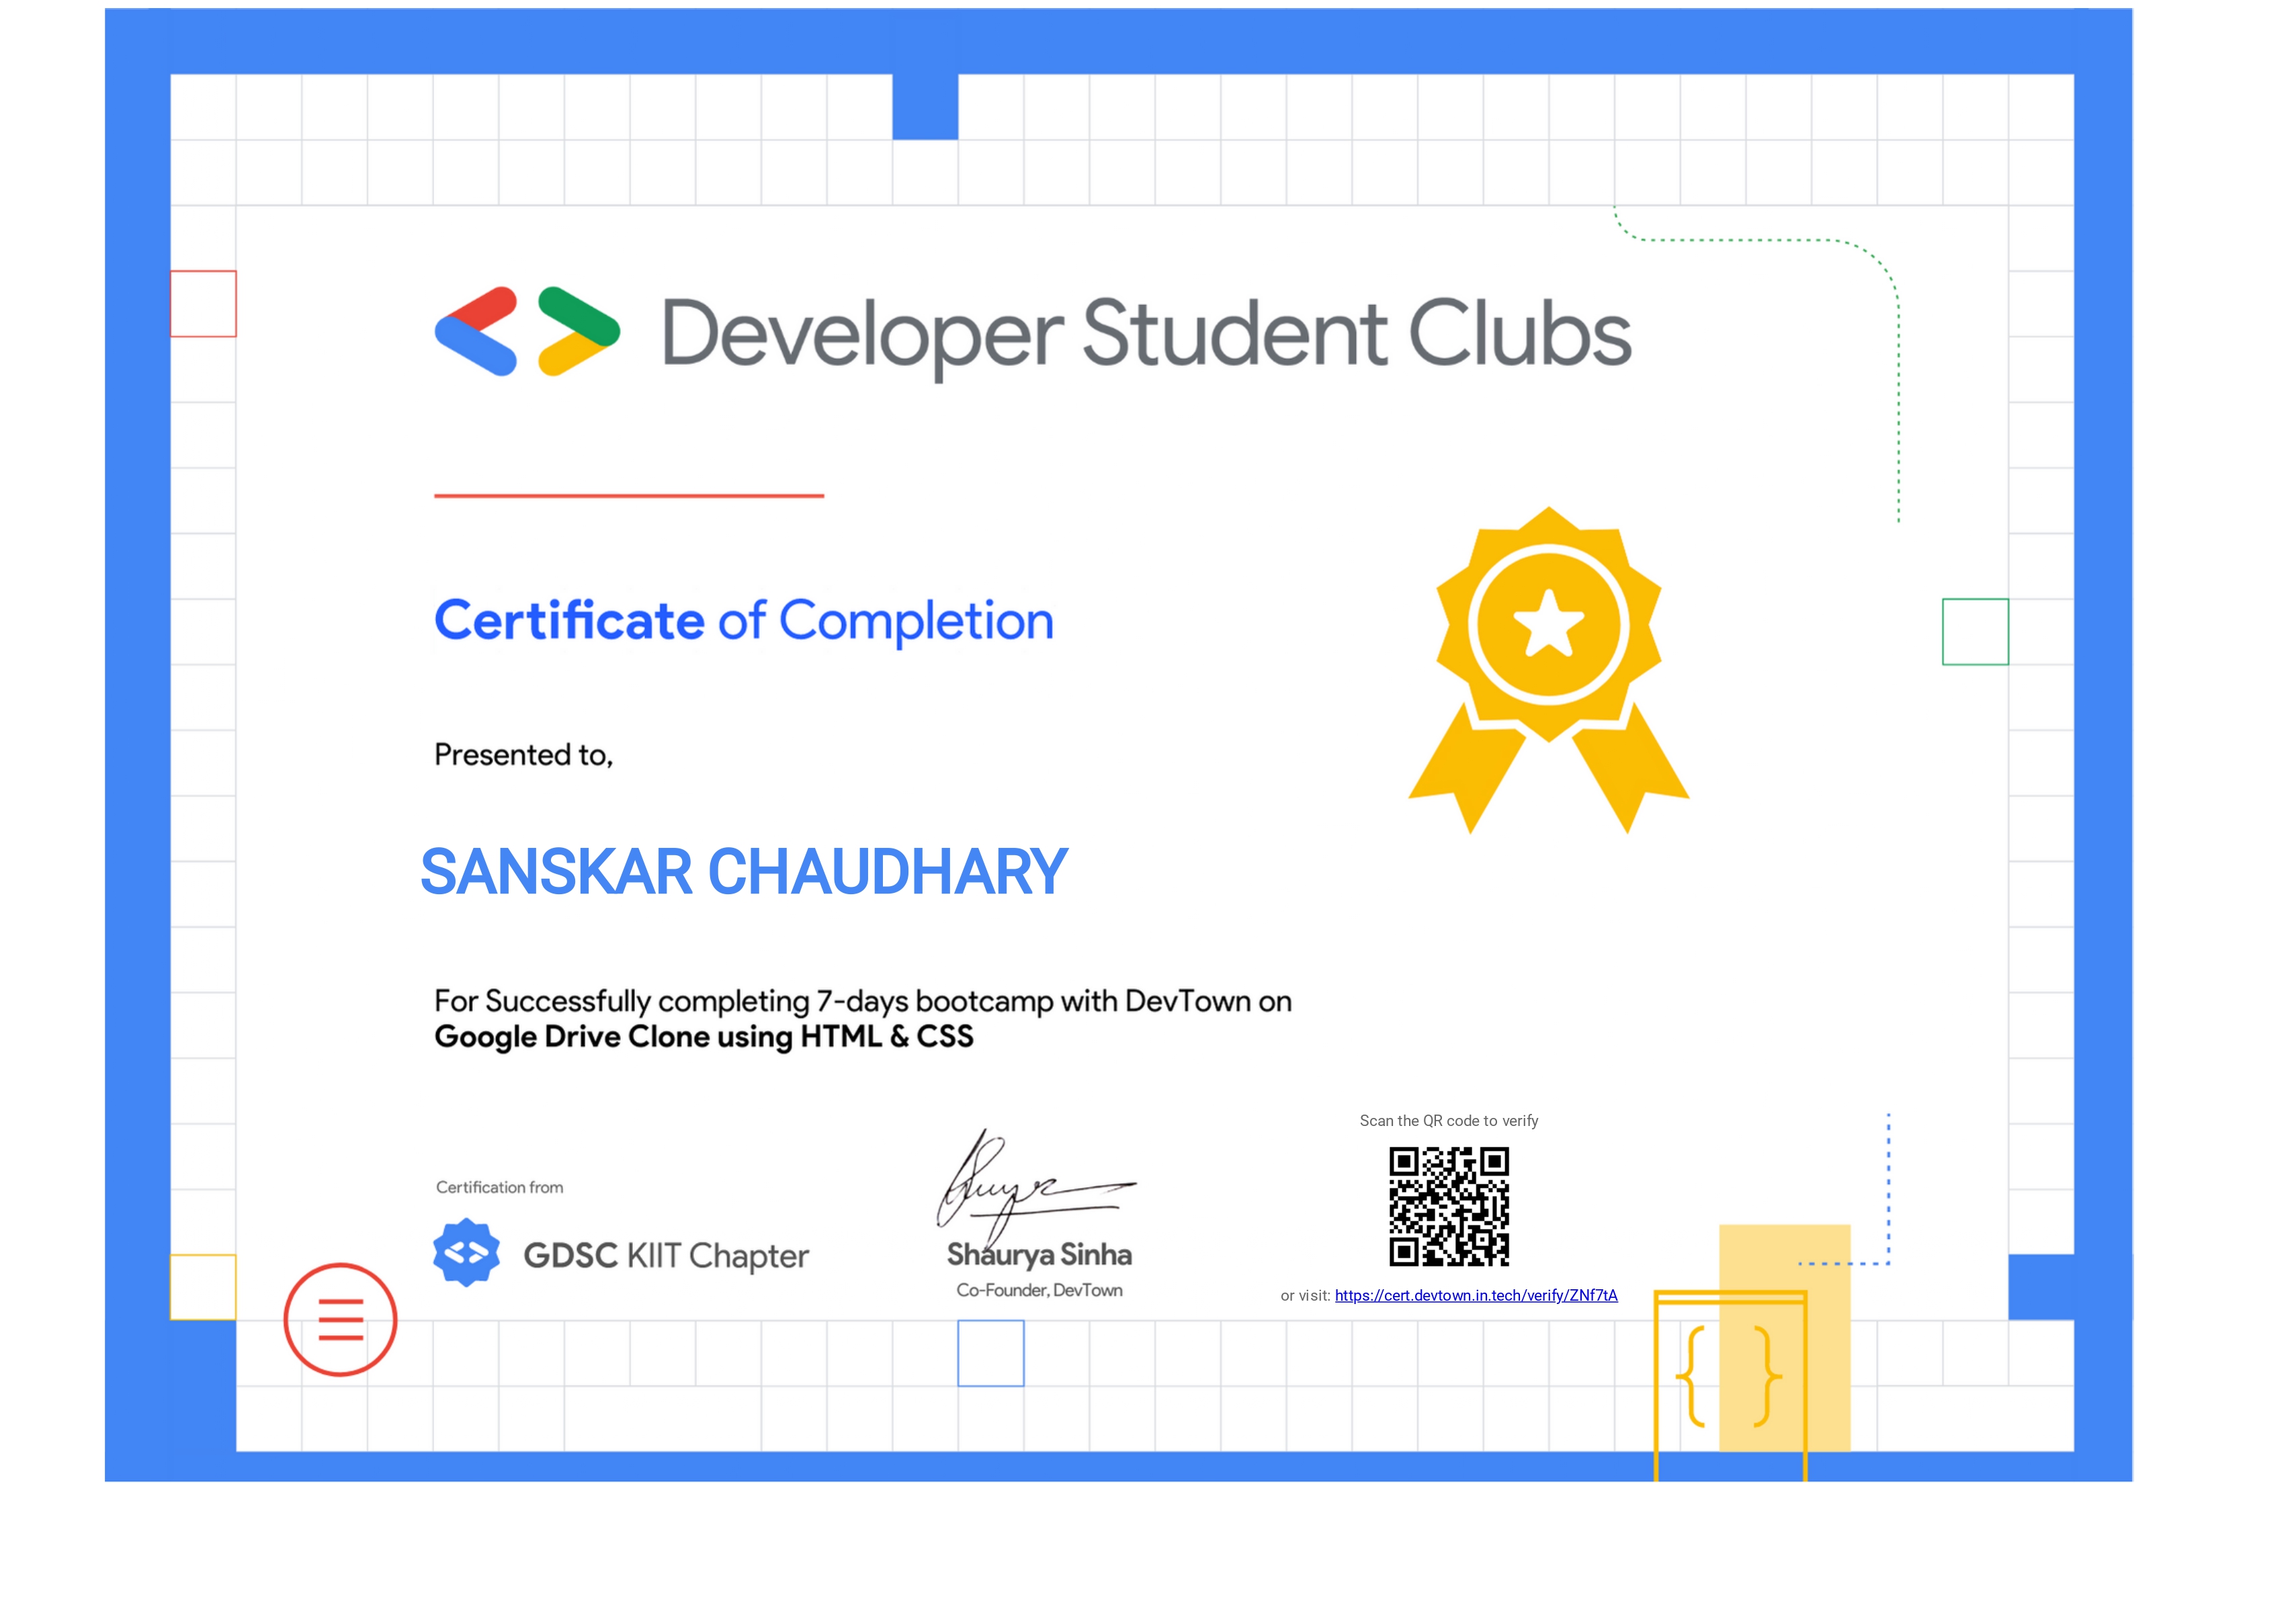 Developer Student Clubs
Certificate of Completion
Presented to,
SANSKAR CHAUDHARY
For Successfully completing 7-days bootcamp with DevTown on
Google Drive Clone using HTML & CSS
Scan the QR code to verify
Certification from
GDSC KIIT Chapter
Shaurya Sinha
Co-Founder, DevTown
or visit: https://cert.devtown.in.tech/verify/ZNf7tA
{ }